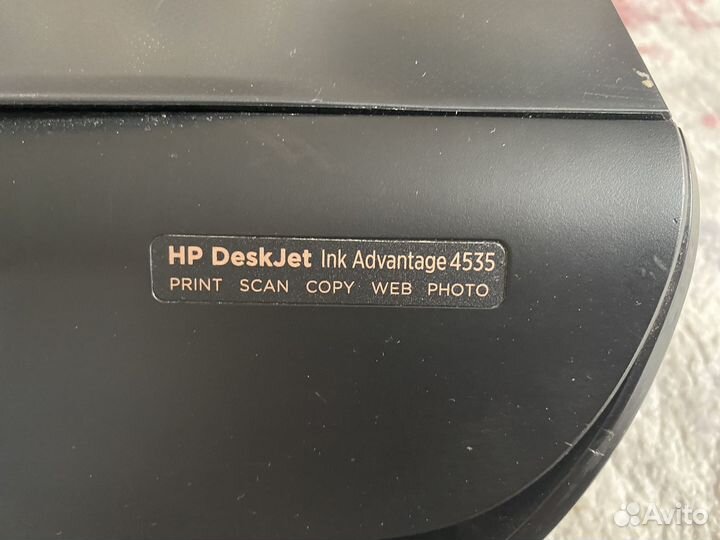 HP DeskJet Ink Advantage 4535
PRINT SCAN COPY WEB PHOTO
Avito